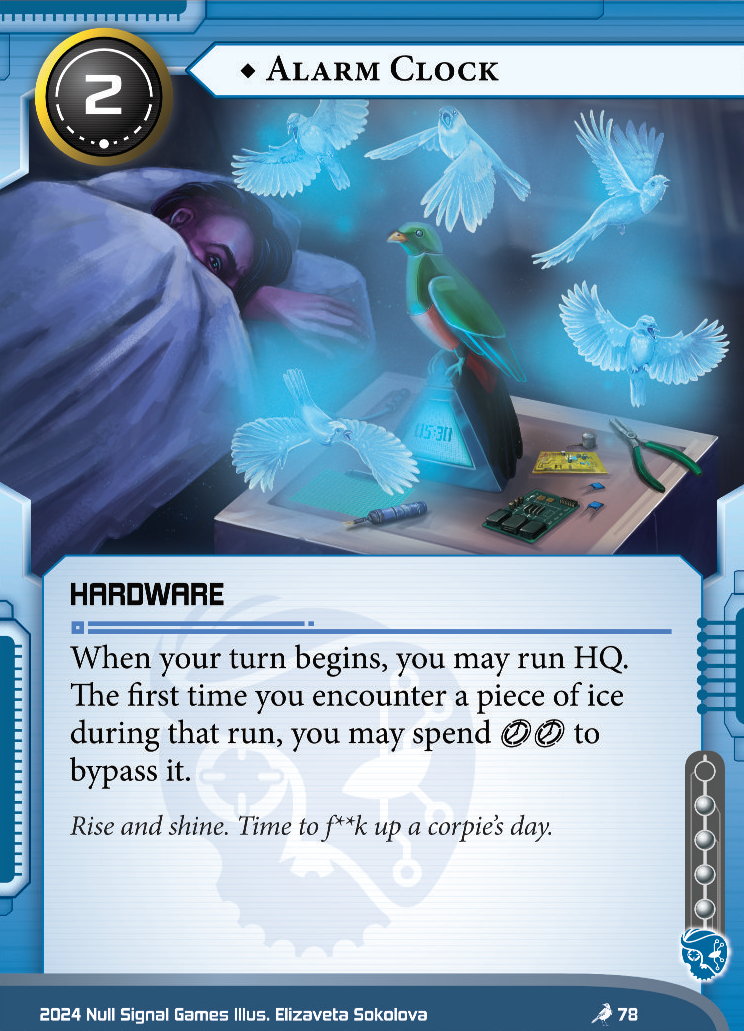 2
◆ Alarm Clock
05:30
HARDWARE
When your turn begins, you may run HQ.
The first time you encounter a piece of ice
during that run, you may spend to
bypass it.
Rise and shine. Time to f**k up a corpie's day.
2024 Null Signal Games Illus. Elizaveta Sokolova
78